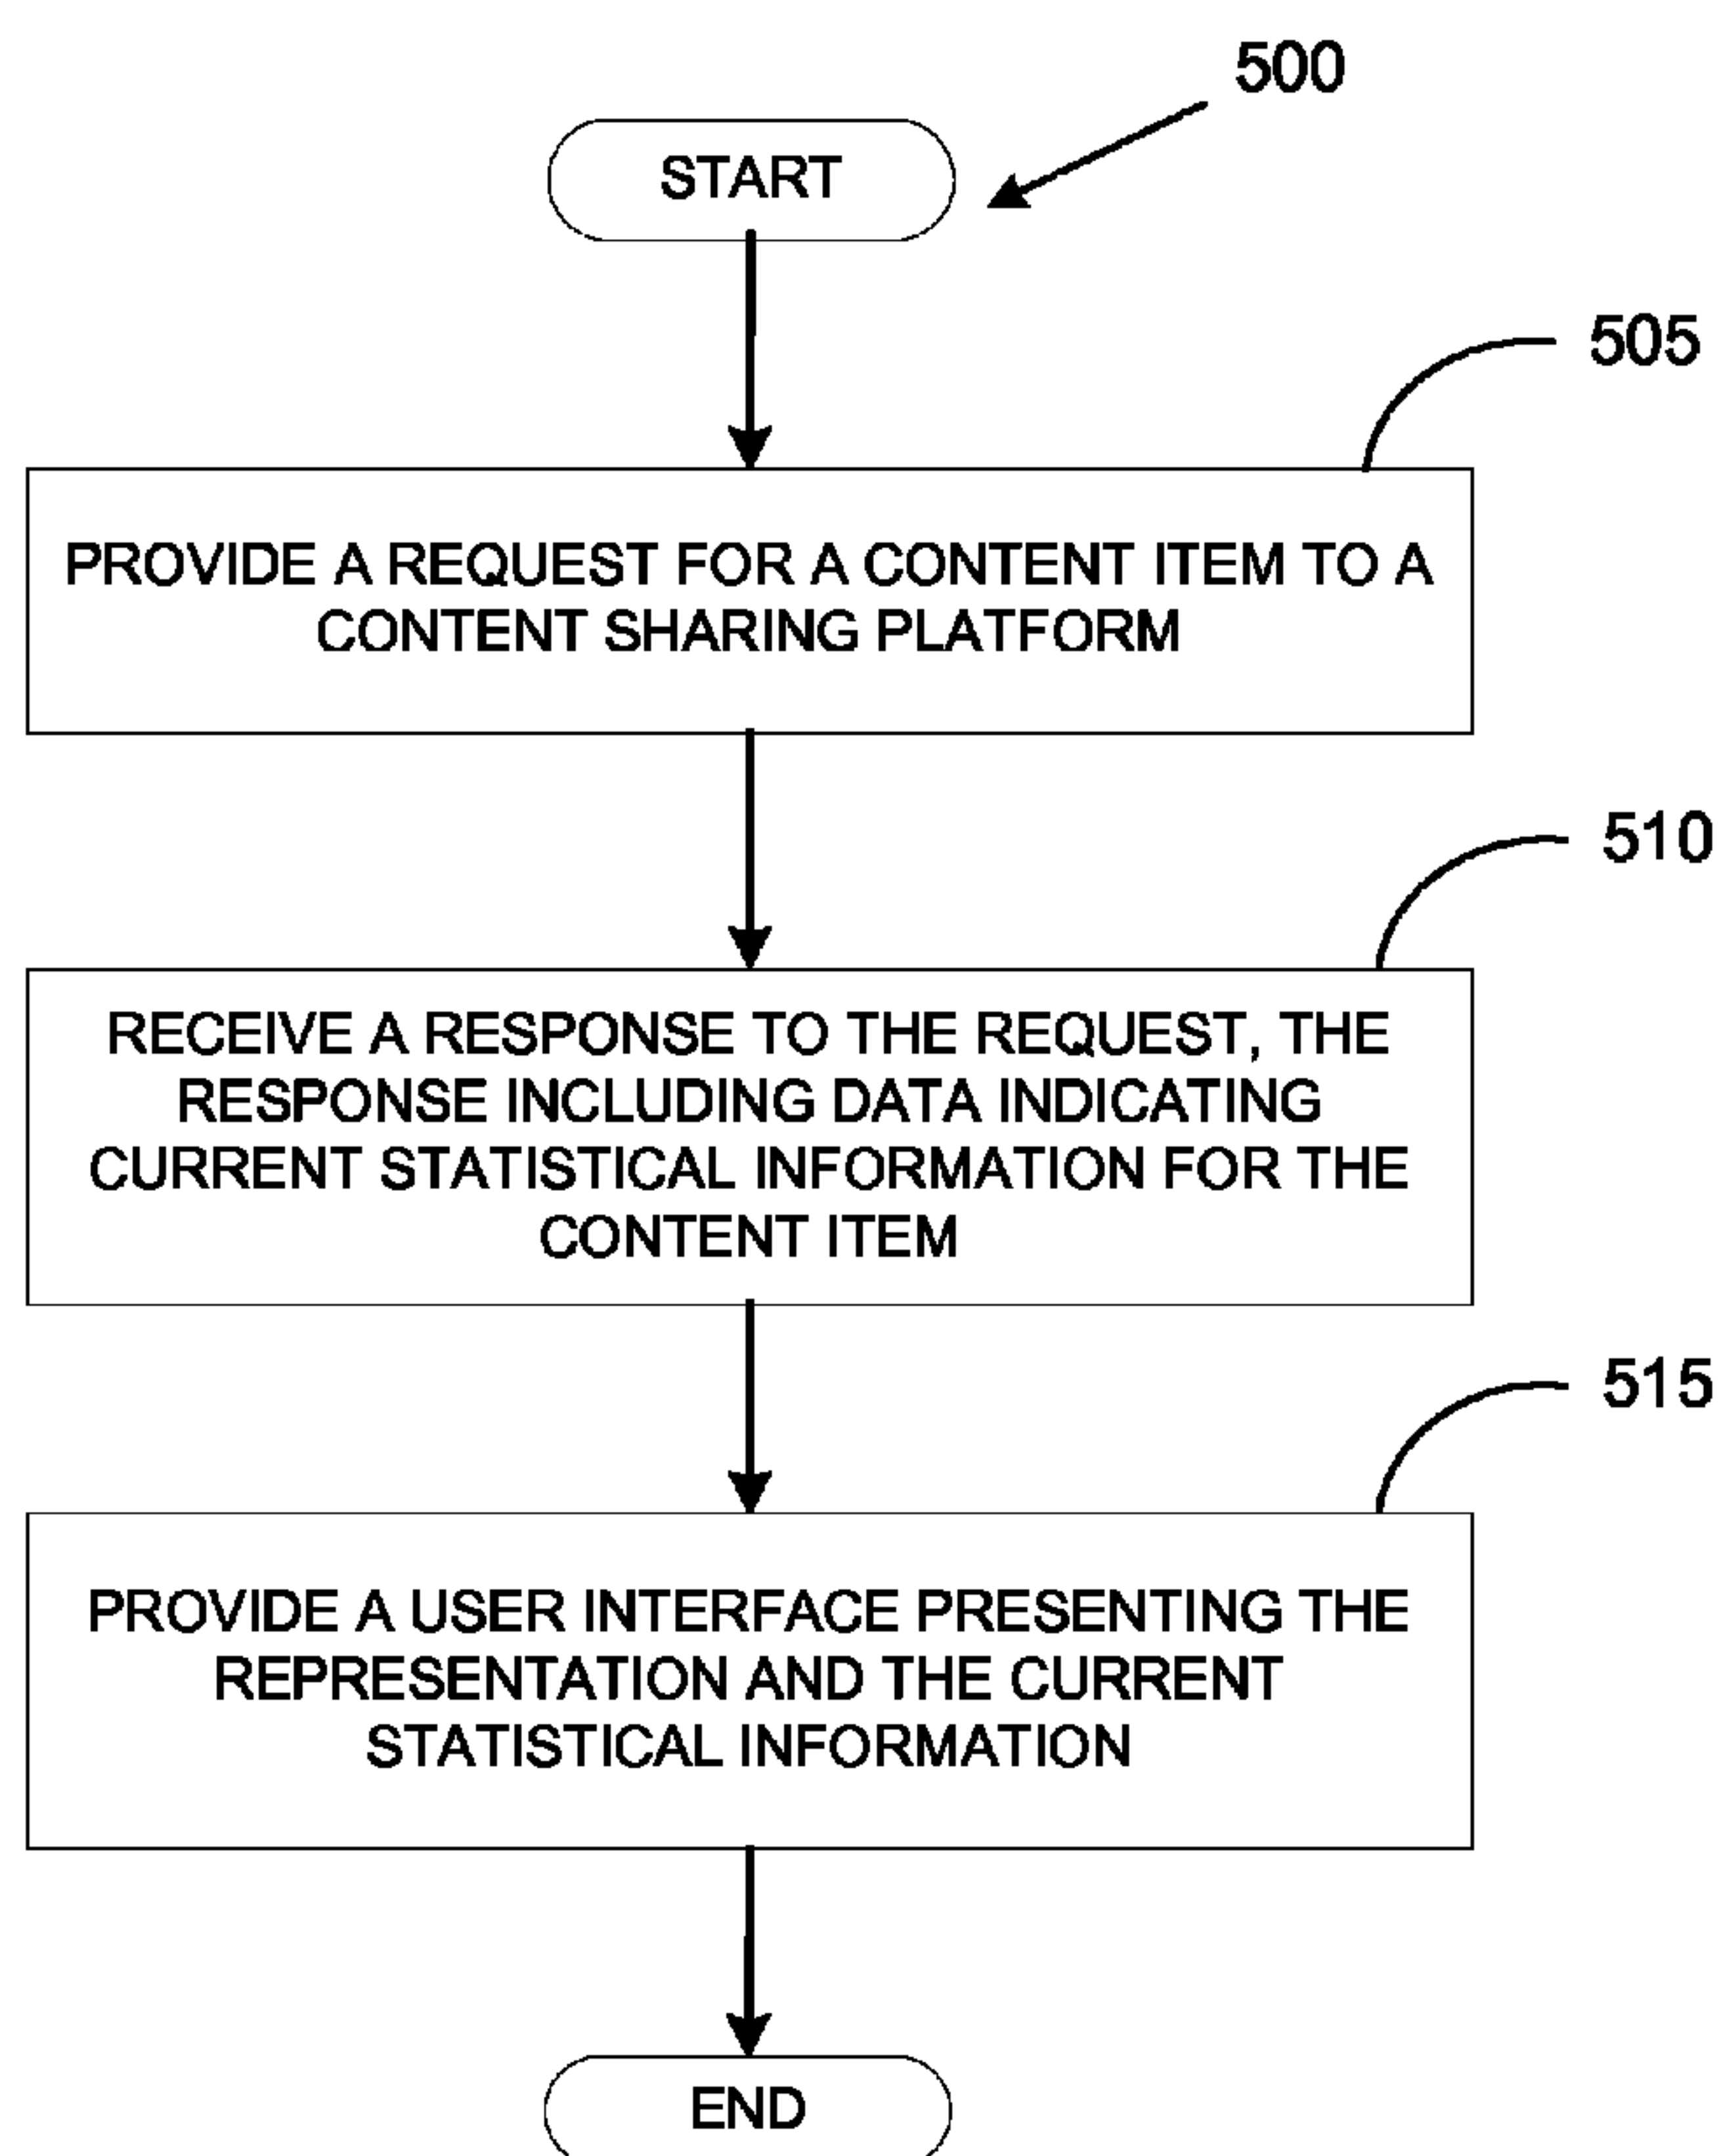 500
START
505
PROVIDE A REQUEST FOR A CONTENT ITEM TO A
CONTENT SHARING PLATFORM
510
RECEIVE A RESPONSE TO THE REQUEST, THE
RESPONSE INCLUDING DATA INDICATING
CURRENT STATISTICAL INFORMATION FOR THE
CONTENT ITEM
515
PROVIDE A USER INTERFACE PRESENTING THE
REPRESENTATION AND THE CURRENT
STATISTICAL INFORMATION
END